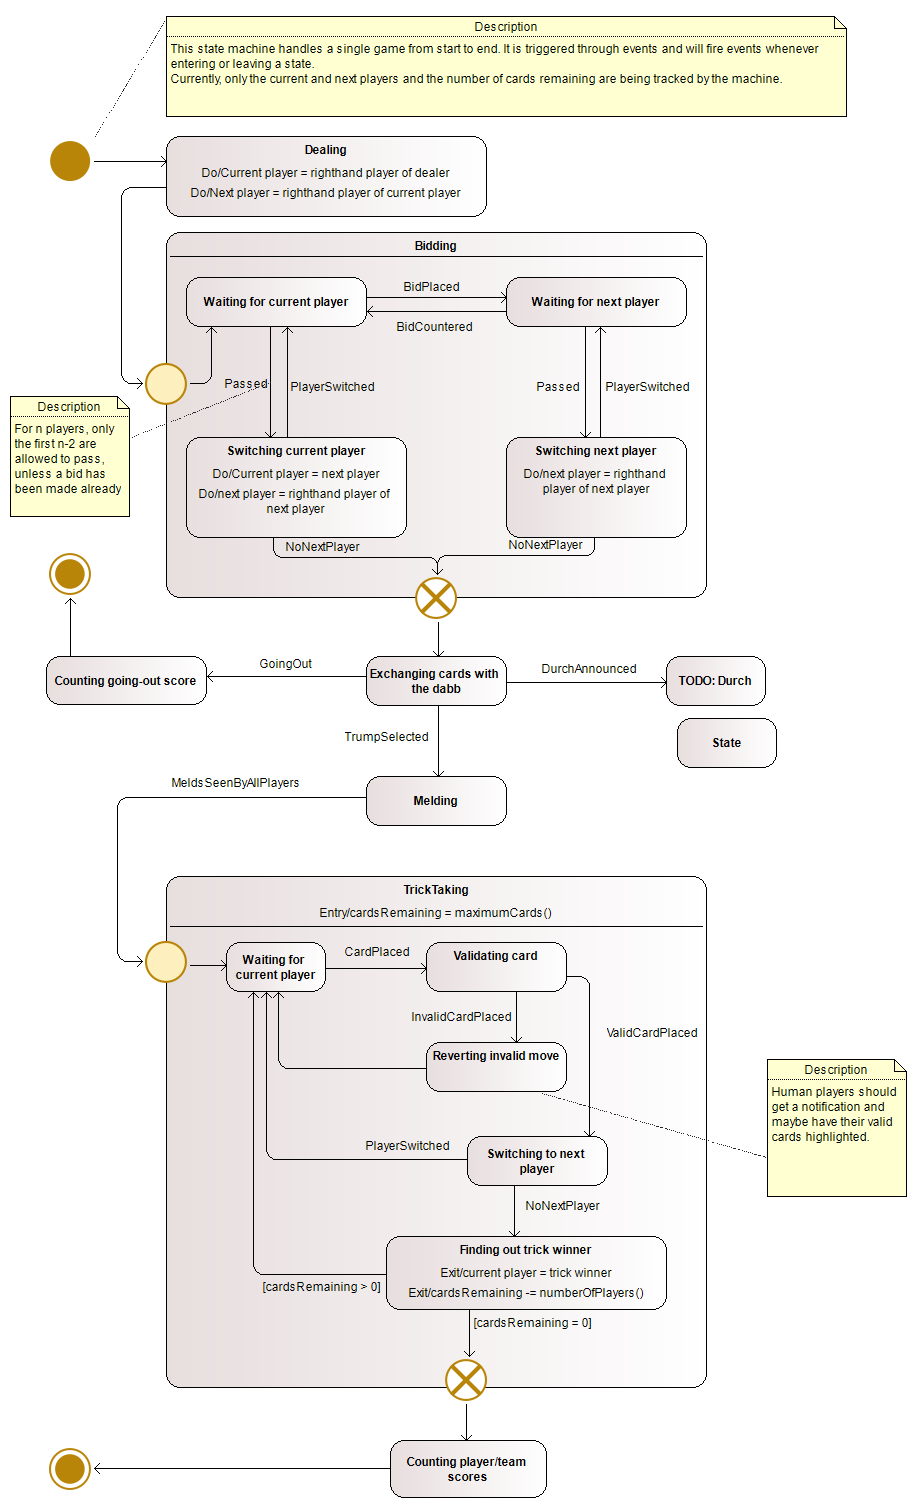 Description
This state machine handles a single game from start to end. It is triggered through events and will fire events whenever
entering or leaving a state.
Currently, only the current and next players and the number of cards remaining are being tracked by the machine.
Dealing
Do/Current player = righthand player of dealer
Do/Next player = righthand player of current player
Bidding
Waiting for current player
BidPlaced
Waiting for next player
BidCountered
Passed
PlayerSwitched
Passed
PlayerSwitched
Description
For n players, only
the first n-2 are
allowed to pass,
unless a bid has
been made already
Switching current player
Do/Current player = next player
Do/next player = righthand player of
next player
Switching next player
Do/next player = righthand
player of next player
NoNextPlayer
NoNextPlayer
Counting going-out score
GoingOut
Exchanging cards with
the dabb
DurchAnnounced
TODO: Durch
State
TrumpSelected
Melding
MeldsSeenByAllPlayers
TrickTaking
Entry/cardsRemaining = maximumCards()
Waiting for
current player
CardPlaced
Validating card
InvalidCardPlaced
ValidCardPlaced
Reverting invalid move
Description
Human players should
get a notification and
maybe have their valid
cards highlighted.
PlayerSwitched
Switching to next
player
NoNextPlayer
Finding out trick winner
Exit/current player = trick winner
Exit/cardsRemaining -= numberOfPlayers()
[cardsRemaining > 0]
[cardsRemaining = 0]
Counting player/team
scores